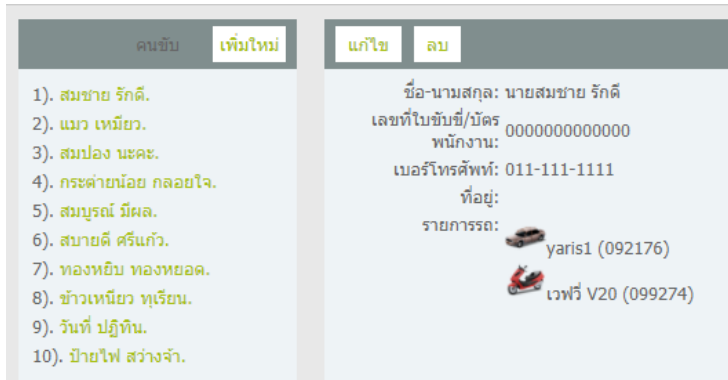 คนขับ เพิ่มใหม่
1). สมชาย รักดี.
2). แมว เหมียว.
3). สมปอง นะคะ.
4). กระต่ายน้อย กลอยใจ.
5). สมบูรณ์ มีผล.
6). สบายดี ศรีแก้ว.
7). ทองหยิบ ทองหยอด.
8). ข้าวเหนียว ทุเรียน.
9). วันที่ ปฏิทิน.
10). ป้ายไฟ สว่างจ้า.
แก้ไข ลบ
ชื่อ-นามสกุล: นายสมชาย รักดี
เลขที่ใบขับขี่/บัตร
พนักงาน: 0000000000000
เบอร์โทรศัพท์: 011-111-1111
ที่อยู่:
รายการรถ:
yaris1 (092176)
เวฟวี่ V20 (099274)